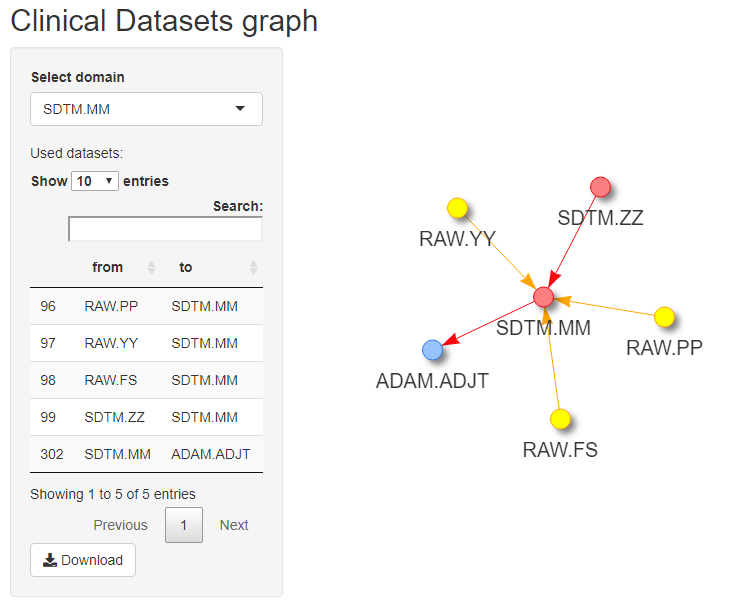 Clinical Datasets graph
Select domain
SDTM.MM
Used datasets:
Show 10 entries
Search:
from to
96 RAW.PP SDTM.MM
97 RAW.YY SDTM.MM
98 RAW.FS SDTM.MM
99 SDTM.ZZ SDTM.MM
302 SDTM.MM ADAM.ADJT
Showing 1 to 5 of 5 entries
Previous 1 Next
Download
SDTM.ZZ
RAW.YY
SDTM.MM
RAW.PP
ADAM.ADJT
RAW.FS